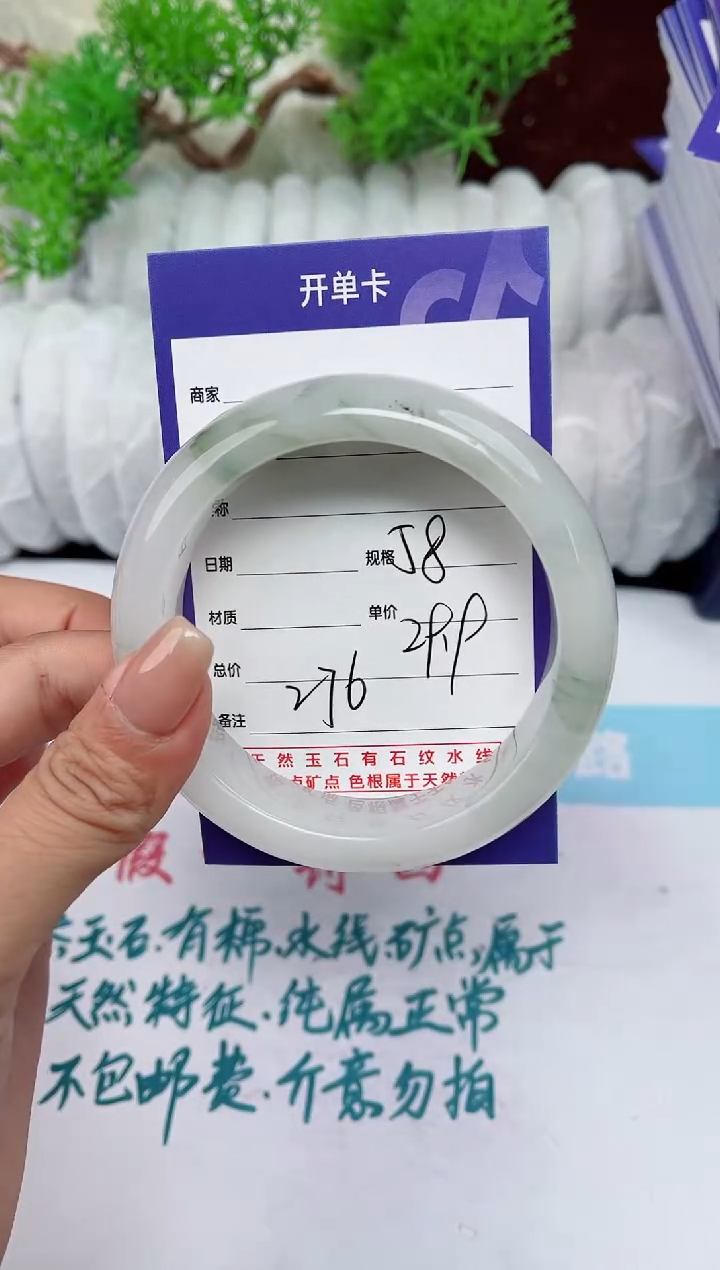 开单卡
商家
称
日期 规格 58
材质 单价 299
总价
备注 276
天然玉石有石纹水线
点矿点 色根属于天然
假
玉石.有棉.水线.矿点,属于
天然特征.纯属正常
不包邮费.介意勿拍